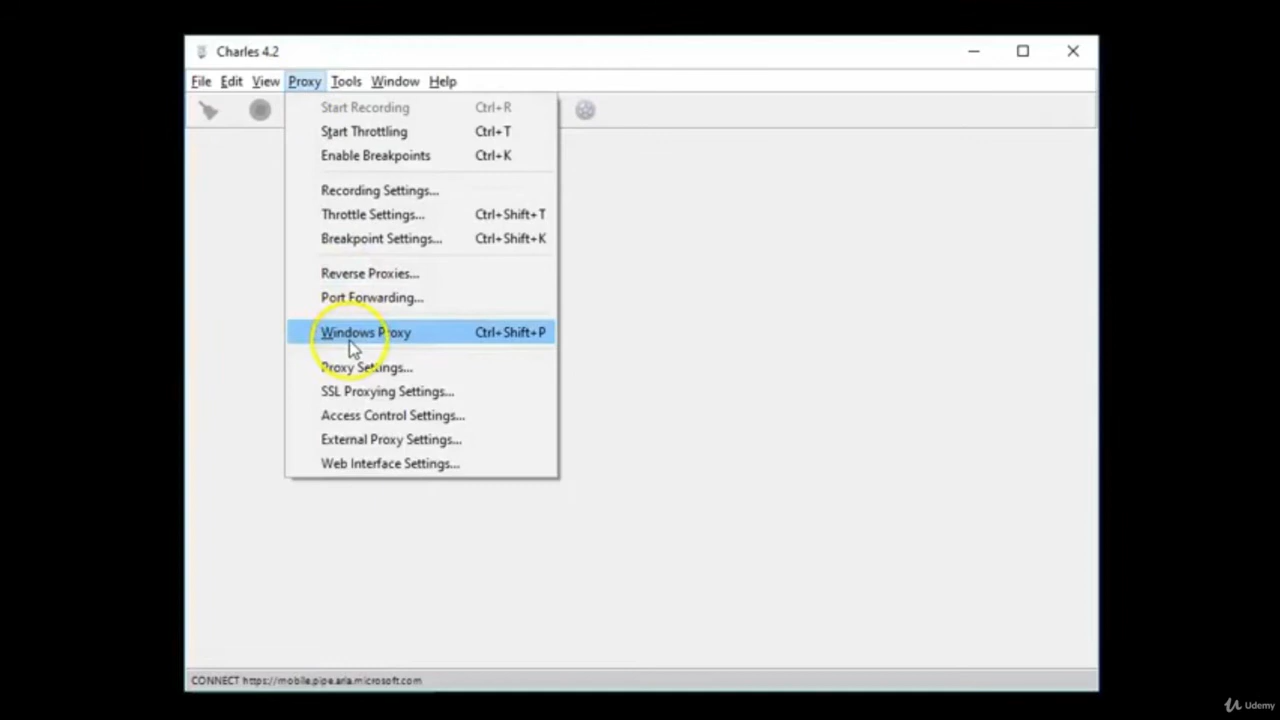 Charles 4.2
File Edit View Proxy Tools Window Help
Start Recording Ctrl+R
Start Throttling Ctrl+T
Enable Breakpoints Ctrl+K
Recording Settings...
Throttle Settings... Ctrl+Shift+T
Breakpoint Settings... Ctrl+Shift+K
Reverse Proxies...
Port Forwarding...
Windows Proxy Ctrl+Shift+P
Proxy Settings...
SSL Proxying Settings...
Access Control Settings...
External Proxy Settings...
Web Interface Settings...
CONNECT https://mobile.pipe.aria.microsoft.com
Udemy